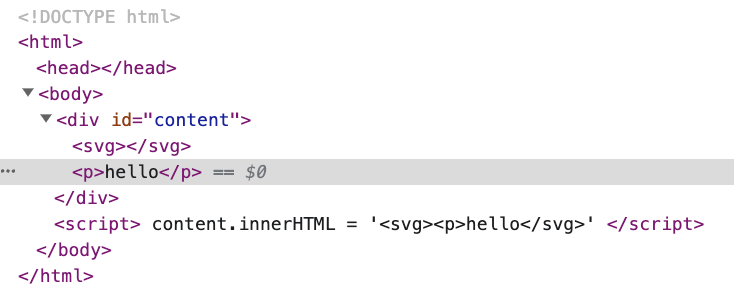 <!DOCTYPE html>
<html>
<head></head>
<body>
<div id="content">
<svg></svg>
<p>hello</p> == $0
</div>
<script> content.innerHTML = '<svg><p>hello</svg>' </script>
</body>
</html>